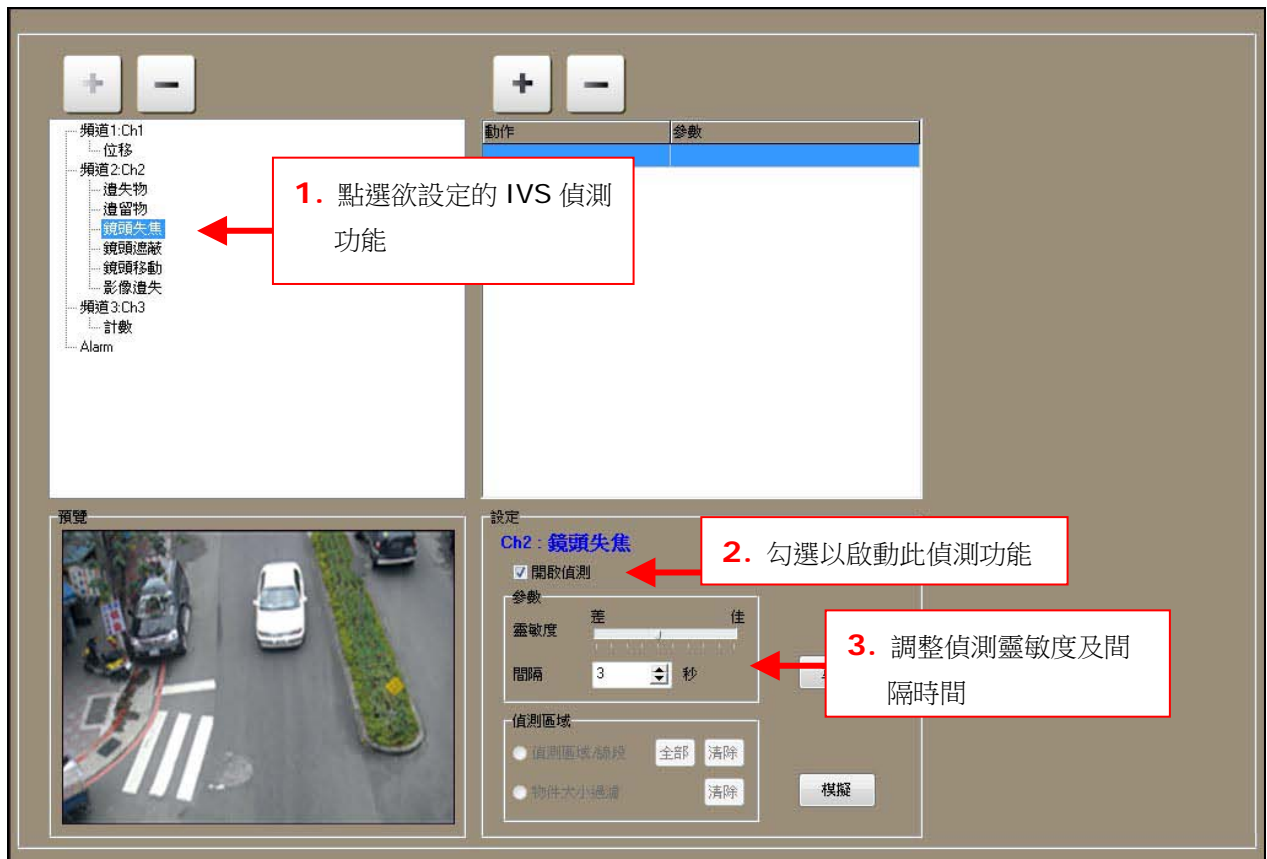 +
−
+
−
頻道1:Ch1
位移
頻道2:Ch2
遺失物
遺留物
鏡頭失焦
鏡頭遮蔽
鏡頭移動
影像遺失
頻道3:Ch3
計數
Alarm
動作 參數
1. 點選欲設定的 IVS 偵測
功能
預覽
設定
Ch2 : 鏡頭失焦
開啟偵測
2. 勾選以啟動此偵測功能
參數
差 佳
靈敏度
間隔 3 秒
3. 調整偵測靈敏度及間
隔時間
偵測區域
偵測區域/線段 全部 清除
物件大小過濾 清除
模擬